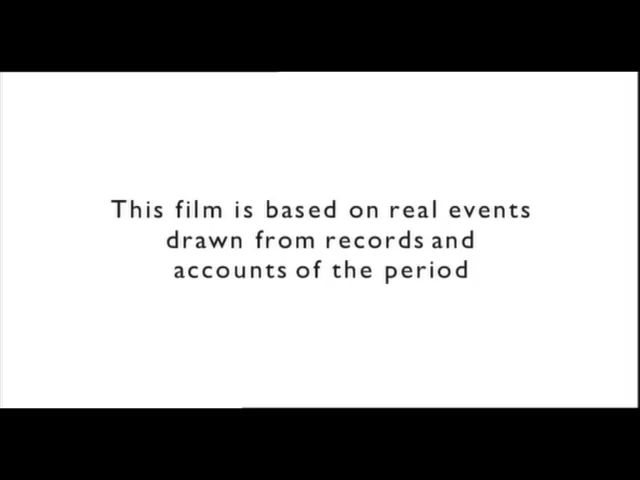 This film is based on real events
drawn from records and
accounts of the period